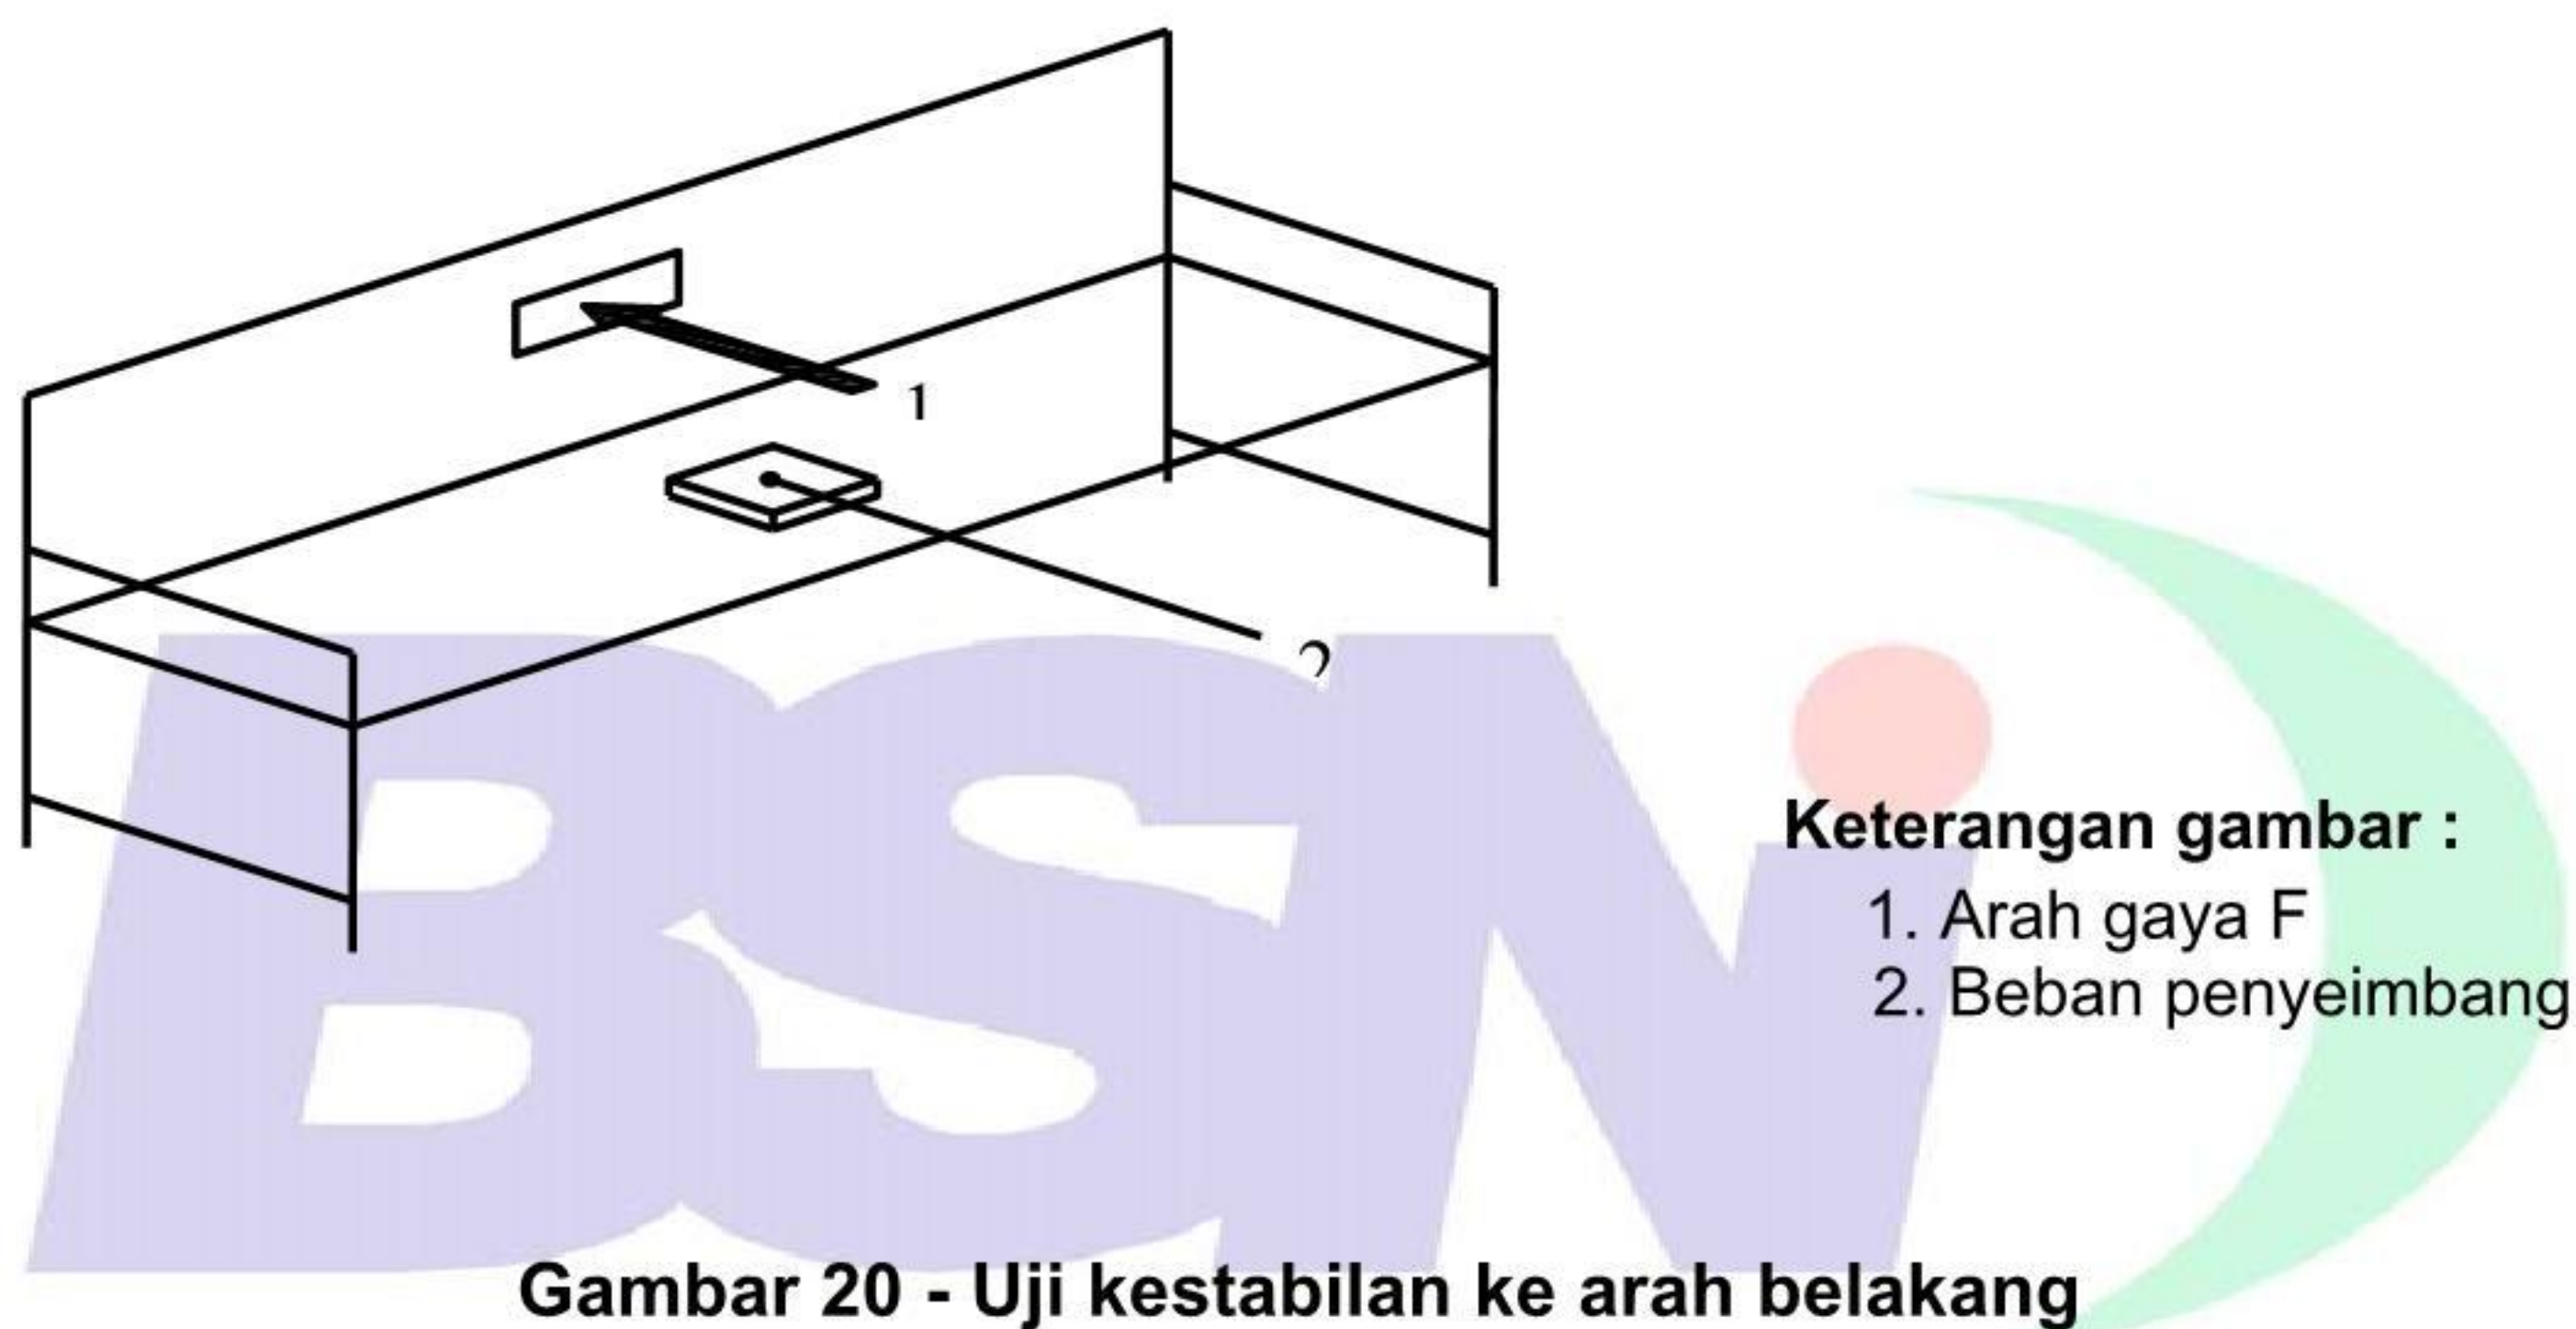 1
2
BSN
Keterangan gambar :
1. Arah gaya F
2. Beban penyeimbang
Gambar 20 - Uji kestabilan ke arah belakang